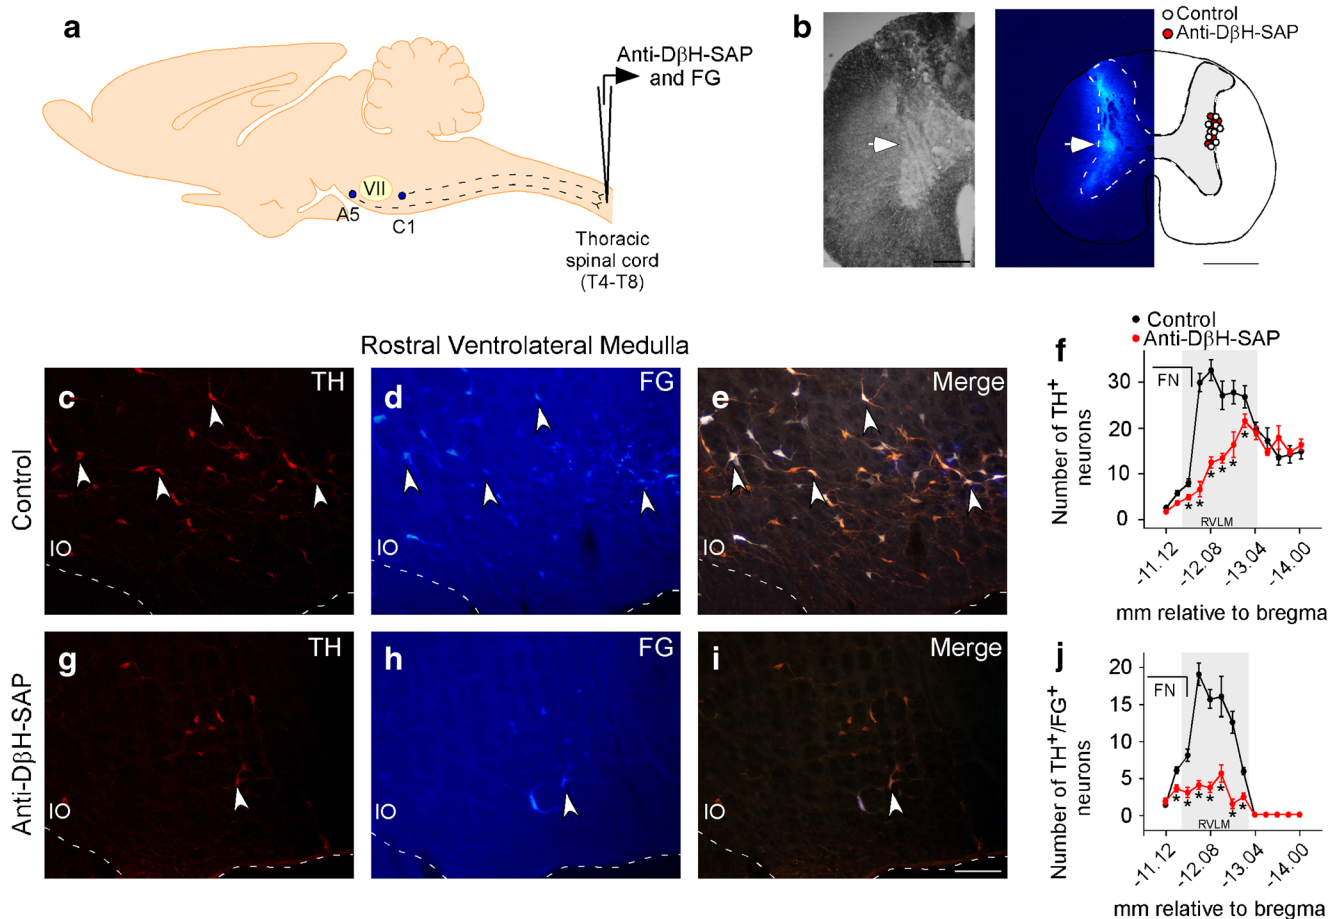 a
Anti-DβH-SAP
and FG
VII
A5
C1
Thoracic
spinal cord
(T4-T8)
b
Control
Anti-DβH-SAP
Rostral Ventrolateral Medulla
Control
c
TH
IO
d
FG
IO
e
Merge
IO
f
Control
Anti-DβH-SAP
Number of TH+
neurons
30
20
10
0
FN
*
*
*
*
*
*
RVLM
-11.12
-12.08
-13.04
-14.00
mm relative to bregma
Anti-DβH-SAP
g
TH
IO
h
FG
IO
i
Merge
IO
j
Number of TH+/FG+
neurons
20
15
10
5
0
FN
*
*
*
*
*
*
*
RVLM
-11.12
-12.08
-13.04
-14.00
mm relative to bregma